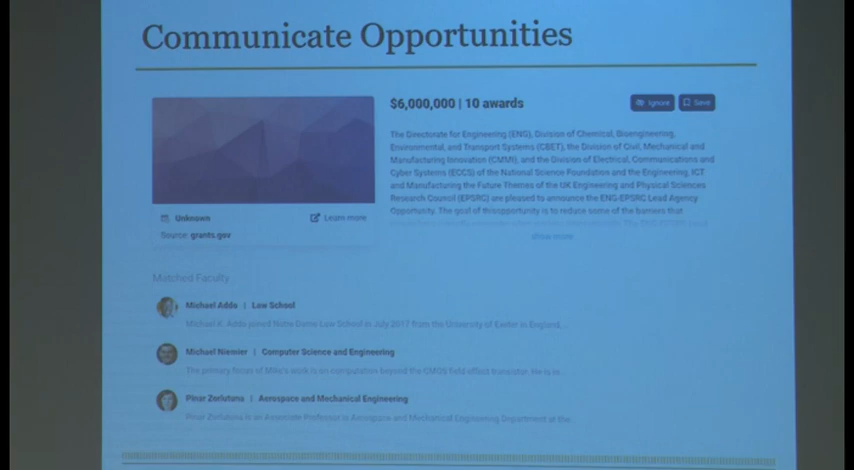 Communicate Opportunities
$6,000,000 | 10 awards
Ignore
Save
The Directorate for Engineering (ENG), Division of Chemical, Bioengineering,
Environmental, and Transport Systems (CBET), the Division of Civil, Mechanical and
Manufacturing Innovation (CMMI), and the Division of Electrical, Communications and
Cyber Systems (ECCS) of the National Science Foundation and the Engineering, ICT
and Manufacturing the Future Themes of the UK Engineering and Physical Sciences
Research Council (EPSRC) are pleased to announce the ENG-EPSRC Lead Agency
Opportunity. The goal of thisopportunity is to reduce some of the barriers that
show more
Unknown
Learn more
Source: grants.gov
Matched Faculty
Michael Addo | Law School
Michael K. Addo joined Notre Dame Law School in July 2017 from the University of Exeter in England,
Michael Niemier | Computer Science and Engineering
The primary focus of Mike's work is on computation beyond the CMOS field effect transistor. He is in
Pinar Zorlutuna | Aerospace and Mechanical Engineering
Pinar Zorlutuna is an Associate Professor in Aerospace and Mechanical Engineering Department at the